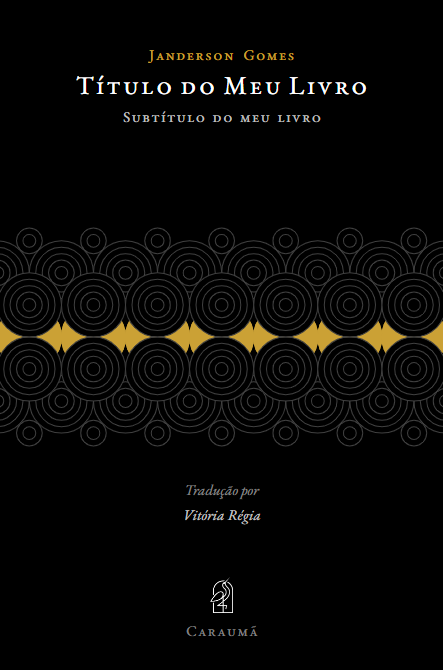 Janderson Gomes
Título do Meu Livro
Subtítulo do meu livro
Tradução por
Vitória Régia
Caraumã